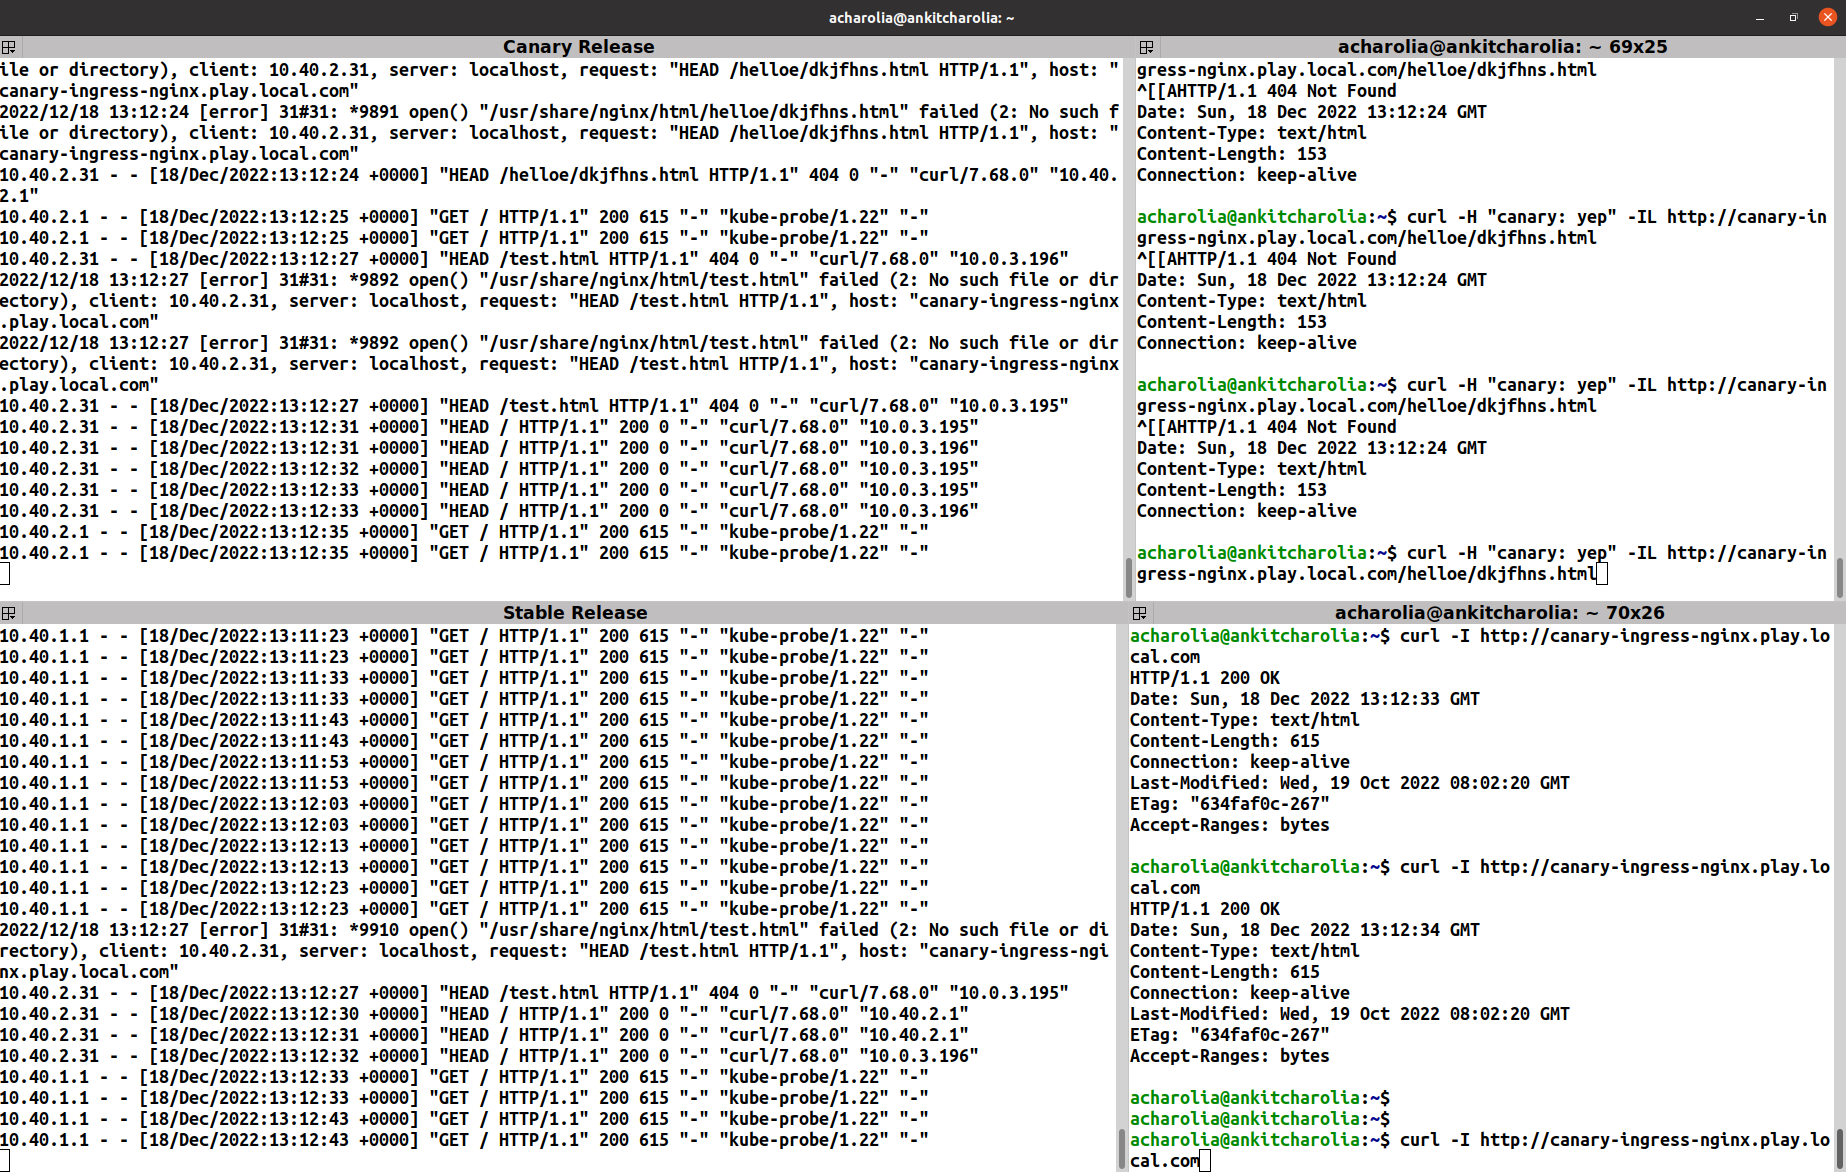 acharolia@ankitcharolia: ~
Canary Release
ile or directory), client: 10.40.2.31, server: localhost, request: "HEAD /helloe/dkjfhns.html HTTP/1.1", host: "
canary-ingress-nginx.play.local.com"
2022/12/18 13:12:24 [error] 31#31: *9891 open() "/usr/share/nginx/html/helloe/dkjfhns.html" failed (2: No such f
ile or directory), client: 10.40.2.31, server: localhost, request: "HEAD /helloe/dkjfhns.html HTTP/1.1", host: "
canary-ingress-nginx.play.local.com"
10.40.2.31 - - [18/Dec/2022:13:12:24 +0000] "HEAD /helloe/dkjfhns.html HTTP/1.1" 404 0 "-" "curl/7.68.0" "10.40.
2.1"
10.40.2.1 - - [18/Dec/2022:13:12:25 +0000] "GET / HTTP/1.1" 200 615 "-" "kube-probe/1.22" "-"
10.40.2.1 - - [18/Dec/2022:13:12:25 +0000] "GET / HTTP/1.1" 200 615 "-" "kube-probe/1.22" "-"
10.40.2.31 - - [18/Dec/2022:13:12:27 +0000] "HEAD /test.html HTTP/1.1" 404 0 "-" "curl/7.68.0" "10.0.3.196"
2022/12/18 13:12:27 [error] 31#31: *9892 open() "/usr/share/nginx/html/test.html" failed (2: No such file or dir
ectory), client: 10.40.2.31, server: localhost, request: "HEAD /test.html HTTP/1.1", host: "canary-ingress-nginx
.play.local.com"
2022/12/18 13:12:27 [error] 31#31: *9892 open() "/usr/share/nginx/html/test.html" failed (2: No such file or dir
ectory), client: 10.40.2.31, server: localhost, request: "HEAD /test.html HTTP/1.1", host: "canary-ingress-nginx
.play.local.com"
10.40.2.31 - - [18/Dec/2022:13:12:27 +0000] "HEAD /test.html HTTP/1.1" 404 0 "-" "curl/7.68.0" "10.0.3.195"
10.40.2.31 - - [18/Dec/2022:13:12:31 +0000] "HEAD / HTTP/1.1" 200 0 "-" "curl/7.68.0" "10.0.3.195"
10.40.2.31 - - [18/Dec/2022:13:12:31 +0000] "HEAD / HTTP/1.1" 200 0 "-" "curl/7.68.0" "10.0.3.196"
10.40.2.31 - - [18/Dec/2022:13:12:32 +0000] "HEAD / HTTP/1.1" 200 0 "-" "curl/7.68.0" "10.0.3.195"
10.40.2.31 - - [18/Dec/2022:13:12:33 +0000] "HEAD / HTTP/1.1" 200 0 "-" "curl/7.68.0" "10.0.3.195"
10.40.2.31 - - [18/Dec/2022:13:12:33 +0000] "HEAD / HTTP/1.1" 200 0 "-" "curl/7.68.0" "10.0.3.196"
10.40.2.1 - - [18/Dec/2022:13:12:35 +0000] "GET / HTTP/1.1" 200 615 "-" "kube-probe/1.22" "-"
10.40.2.1 - - [18/Dec/2022:13:12:35 +0000] "GET / HTTP/1.1" 200 615 "-" "kube-probe/1.22" "-"
acharolia@ankitcharolia: ~ 69x25
gress-nginx.play.local.com/helloe/dkjfhns.html
^[[AHTTP/1.1 404 Not Found
Date: Sun, 18 Dec 2022 13:12:24 GMT
Content-Type: text/html
Content-Length: 153
Connection: keep-alive
acharolia@ankitcharolia:~$ curl -H "canary: yep" -IL http://canary-in
gress-nginx.play.local.com/helloe/dkjfhns.html
^[[AHTTP/1.1 404 Not Found
Date: Sun, 18 Dec 2022 13:12:24 GMT
Content-Type: text/html
Content-Length: 153
Connection: keep-alive
acharolia@ankitcharolia:~$ curl -H "canary: yep" -IL http://canary-in
gress-nginx.play.local.com/helloe/dkjfhns.html
^[[AHTTP/1.1 404 Not Found
Date: Sun, 18 Dec 2022 13:12:24 GMT
Content-Type: text/html
Content-Length: 153
Connection: keep-alive
acharolia@ankitcharolia:~$ curl -H "canary: yep" -IL http://canary-in
gress-nginx.play.local.com/helloe/dkjfhns.html
Stable Release
10.40.1.1 - - [18/Dec/2022:13:11:23 +0000] "GET / HTTP/1.1" 200 615 "-" "kube-probe/1.22" "-"
10.40.1.1 - - [18/Dec/2022:13:11:23 +0000] "GET / HTTP/1.1" 200 615 "-" "kube-probe/1.22" "-"
10.40.1.1 - - [18/Dec/2022:13:11:33 +0000] "GET / HTTP/1.1" 200 615 "-" "kube-probe/1.22" "-"
10.40.1.1 - - [18/Dec/2022:13:11:33 +0000] "GET / HTTP/1.1" 200 615 "-" "kube-probe/1.22" "-"
10.40.1.1 - - [18/Dec/2022:13:11:43 +0000] "GET / HTTP/1.1" 200 615 "-" "kube-probe/1.22" "-"
10.40.1.1 - - [18/Dec/2022:13:11:43 +0000] "GET / HTTP/1.1" 200 615 "-" "kube-probe/1.22" "-"
10.40.1.1 - - [18/Dec/2022:13:11:53 +0000] "GET / HTTP/1.1" 200 615 "-" "kube-probe/1.22" "-"
10.40.1.1 - - [18/Dec/2022:13:11:53 +0000] "GET / HTTP/1.1" 200 615 "-" "kube-probe/1.22" "-"
10.40.1.1 - - [18/Dec/2022:13:12:03 +0000] "GET / HTTP/1.1" 200 615 "-" "kube-probe/1.22" "-"
10.40.1.1 - - [18/Dec/2022:13:12:03 +0000] "GET / HTTP/1.1" 200 615 "-" "kube-probe/1.22" "-"
10.40.1.1 - - [18/Dec/2022:13:12:13 +0000] "GET / HTTP/1.1" 200 615 "-" "kube-probe/1.22" "-"
10.40.1.1 - - [18/Dec/2022:13:12:13 +0000] "GET / HTTP/1.1" 200 615 "-" "kube-probe/1.22" "-"
10.40.1.1 - - [18/Dec/2022:13:12:23 +0000] "GET / HTTP/1.1" 200 615 "-" "kube-probe/1.22" "-"
10.40.1.1 - - [18/Dec/2022:13:12:23 +0000] "GET / HTTP/1.1" 200 615 "-" "kube-probe/1.22" "-"
2022/12/18 13:12:27 [error] 31#31: *9910 open() "/usr/share/nginx/html/test.html" failed (2: No such file or di
rectory), client: 10.40.2.31, server: localhost, request: "HEAD /test.html HTTP/1.1", host: "canary-ingress-ngi
nx.play.local.com"
10.40.2.31 - - [18/Dec/2022:13:12:27 +0000] "HEAD /test.html HTTP/1.1" 404 0 "-" "curl/7.68.0" "10.0.3.195"
10.40.2.31 - - [18/Dec/2022:13:12:30 +0000] "HEAD / HTTP/1.1" 200 0 "-" "curl/7.68.0" "10.40.2.1"
10.40.2.31 - - [18/Dec/2022:13:12:31 +0000] "HEAD / HTTP/1.1" 200 0 "-" "curl/7.68.0" "10.40.2.1"
10.40.2.31 - - [18/Dec/2022:13:12:32 +0000] "HEAD / HTTP/1.1" 200 0 "-" "curl/7.68.0" "10.0.3.196"
10.40.1.1 - - [18/Dec/2022:13:12:33 +0000] "GET / HTTP/1.1" 200 615 "-" "kube-probe/1.22" "-"
10.40.1.1 - - [18/Dec/2022:13:12:33 +0000] "GET / HTTP/1.1" 200 615 "-" "kube-probe/1.22" "-"
10.40.1.1 - - [18/Dec/2022:13:12:43 +0000] "GET / HTTP/1.1" 200 615 "-" "kube-probe/1.22" "-"
10.40.1.1 - - [18/Dec/2022:13:12:43 +0000] "GET / HTTP/1.1" 200 615 "-" "kube-probe/1.22" "-"
acharolia@ankitcharolia: ~ 70x26
acharolia@ankitcharolia:~$ curl -I http://canary-ingress-nginx.play.lo
cal.com
HTTP/1.1 200 OK
Date: Sun, 18 Dec 2022 13:12:33 GMT
Content-Type: text/html
Content-Length: 615
Connection: keep-alive
Last-Modified: Wed, 19 Oct 2022 08:02:20 GMT
ETag: "634faf0c-267"
Accept-Ranges: bytes
acharolia@ankitcharolia:~$ curl -I http://canary-ingress-nginx.play.lo
cal.com
HTTP/1.1 200 OK
Date: Sun, 18 Dec 2022 13:12:34 GMT
Content-Type: text/html
Content-Length: 615
Connection: keep-alive
Last-Modified: Wed, 19 Oct 2022 08:02:20 GMT
ETag: "634faf0c-267"
Accept-Ranges: bytes
acharolia@ankitcharolia:~$
acharolia@ankitcharolia:~$
acharolia@ankitcharolia:~$ curl -I http://canary-ingress-nginx.play.lo
cal.com